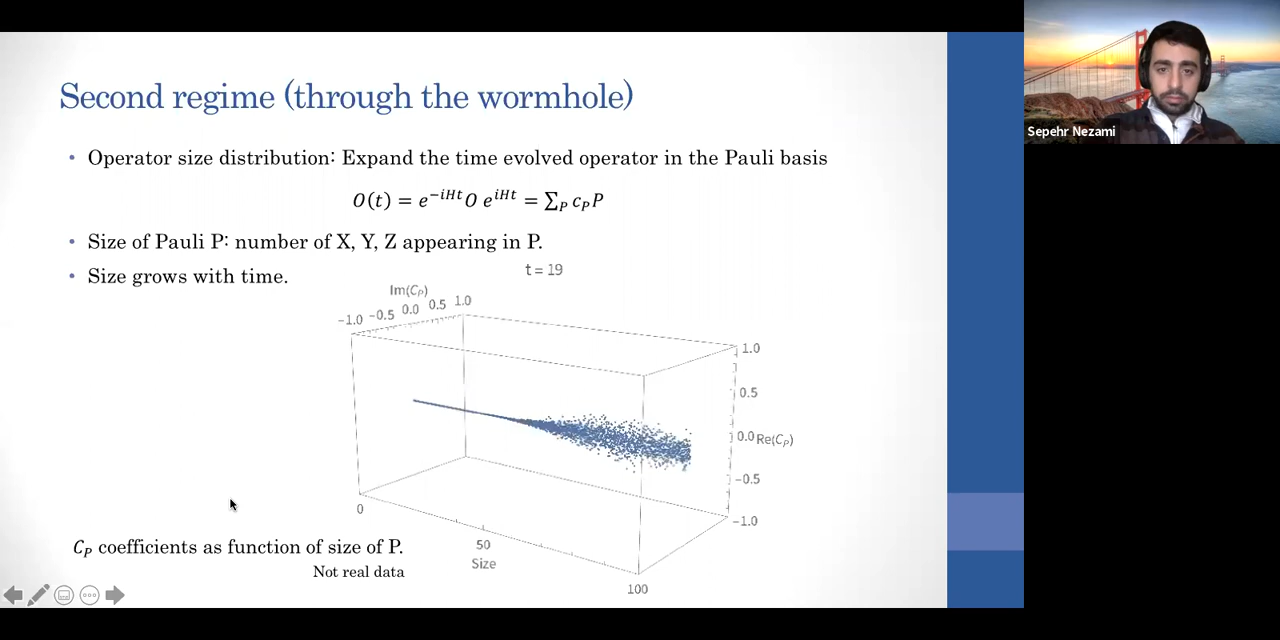 Second regime (through the wormhole)
• Operator size distribution: Expand the time evolved operator in the Pauli basis
O(t) = e^{−iHt}O e^{iHt} = ∑_P c_P P
• Size of Pauli P: number of X, Y, Z appearing in P.
• Size grows with time.
t = 19
Im(C_P)
−1.0 −0.5 0.0 0.5 1.0
1.0
0.5
0.0 Re(C_P)
−0.5
−1.0
0
50
Size
100
C_P coefficients as function of size of P.
Not real data
Sepehr Nezami